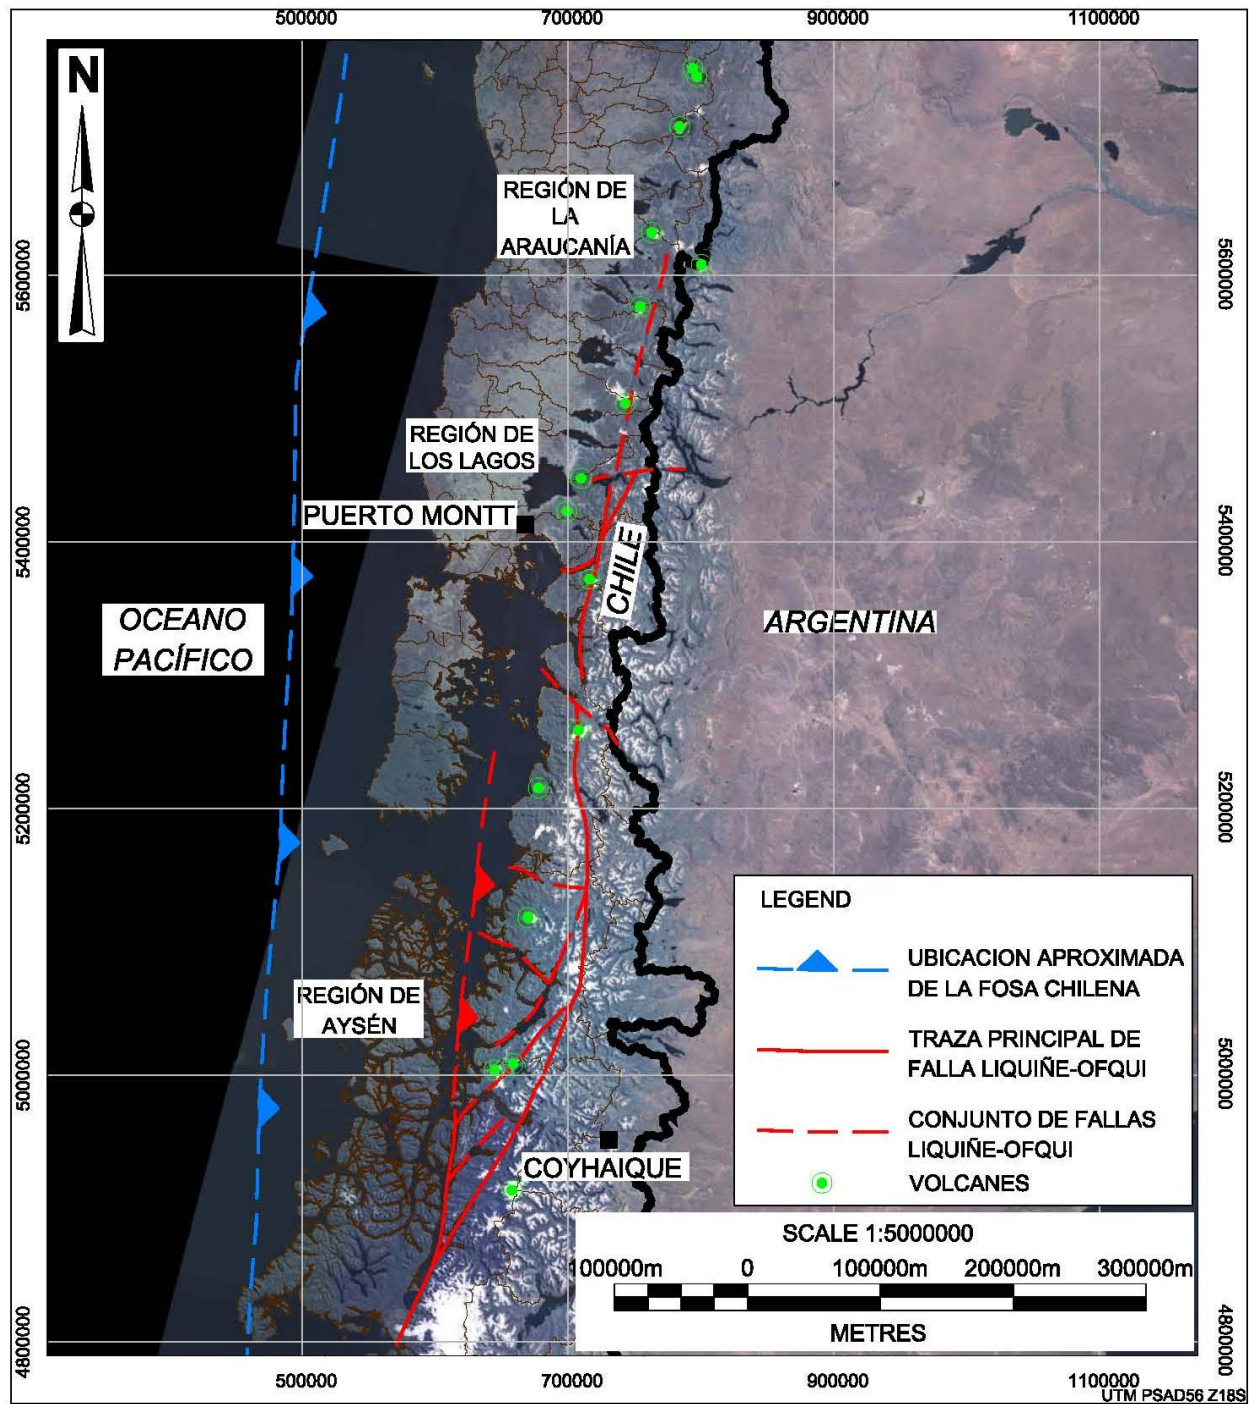 500000
700000
900000
1100000
N
REGIÓN DE
LA
ARAUCANÍA
5600000
5600000
REGIÓN DE
LOS LAGOS
PUERTO MONTT
5400000
5400000
CHILE
OCEANO
PACÍFICO
ARGENTINA
5200000
5200000
LEGEND
UBICACION APROXIMADA
DE LA FOSA CHILENA
TRAZA PRINCIPAL DE
FALLA LIQUIÑE-OFQUI
CONJUNTO DE FALLAS
LIQUIÑE-OFQUI
VOLCANES
REGIÓN DE
AYSÉN
5000000
5000000
COYHAIQUE
SCALE 1:5000000
100000m
0
100000m
200000m
300000m
METRES
4800000
4800000
500000
700000
900000
1100000
UTM PSAD56 Z18S